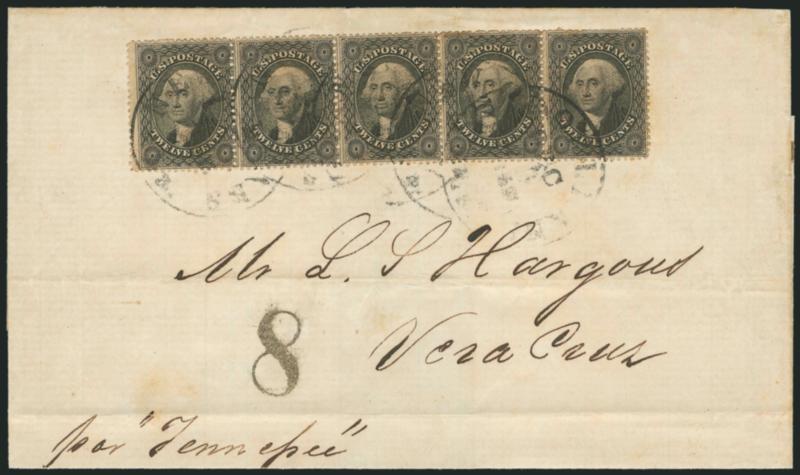 U.S. POSTAGE U.S. POSTAGE U.S. POSTAGE U.S. POSTAGE U.S. POSTAGE
TWELVE CENTS TWELVE CENTS TWELVE CENTS TWELVE CENTS TWELVE CENTS
Mr L. S Hargous
8
Vera Cruz
por "Tennessee"